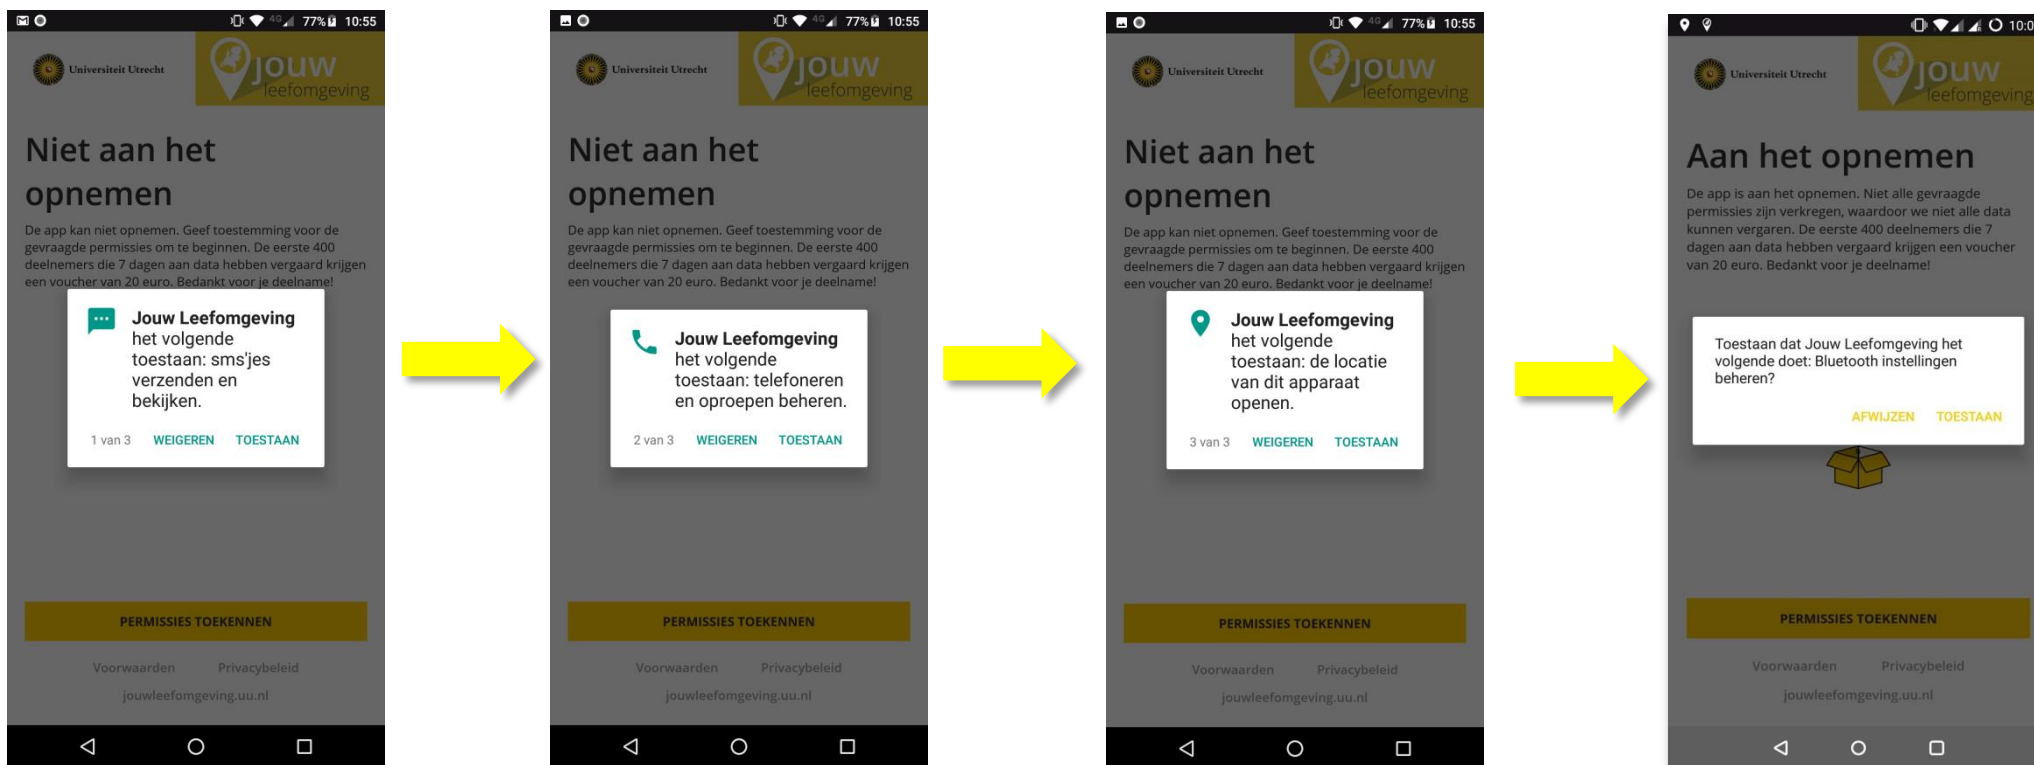 77% 10:55
Universiteit Utrecht
Jouw
leefomgeving
Niet aan het
opnemen
De app kan niet opnemen. Geef toestemming voor de
gevraagde permissies om te beginnen. De eerste 400
deelnemers die 7 dagen aan data hebben vergaard krijgen
een voucher van 20 euro. Bedankt voor je deelname!
Jouw Leefomgeving
het volgende
toestaan: sms'jes
verzenden en
bekijken.
1 van 3 WEIGEREN TOESTAAN
PERMISSIES TOEKENNEN
Voorwaarden Privacybeleid
jouwleefomgeving.uu.nl
4G 77% 10:55
Universiteit Utrecht
Jouw
leefomgeving
Niet aan het
opnemen
De app kan niet opnemen. Geef toestemming voor de
gevraagde permissies om te beginnen. De eerste 400
deelnemers die 7 dagen aan data hebben vergaard krijgen
een voucher van 20 euro. Bedankt voor je deelname!
Jouw Leefomgeving
het volgende
toestaan: telefoneren
en oproepen beheren.
2 van 3 WEIGEREN TOESTAAN
PERMISSIES TOEKENNEN
Voorwaarden Privacybeleid
jouwleefomgeving.uu.nl
4G 77% 10:55
Universiteit Utrecht
Jouw
leefomgeving
Niet aan het
opnemen
De app kan niet opnemen. Geef toestemming voor de
gevraagde permissies om te beginnen. De eerste 400
deelnemers die 7 dagen aan data hebben vergaard krijgen
een voucher van 20 euro. Bedankt voor je deelname!
Jouw Leefomgeving
het volgende
toestaan: de locatie
van dit apparaat
openen.
3 van 3 WEIGEREN TOESTAAN
PERMISSIES TOEKENNEN
Voorwaarden Privacybeleid
jouwleefomgeving.uu.nl
10:0
Universiteit Utrecht
Jouw
leefomgeving
Aan het opnemen
De app is aan het opnemen. Niet alle gevraagde
permissies zijn verkregen, waardoor we niet alle data
kunnen vergaren. De eerste 400 deelnemers die 7
dagen aan data hebben vergaard krijgen een voucher
van 20 euro. Bedankt voor je deelname!
Toestaan dat Jouw Leefomgeving het
volgende doet: Bluetooth instellingen
beheren?
AFWIJZEN TOESTAAN
PERMISSIES TOEKENNEN
Voorwaarden Privacybeleid
jouwleefomgeving.uu.nl